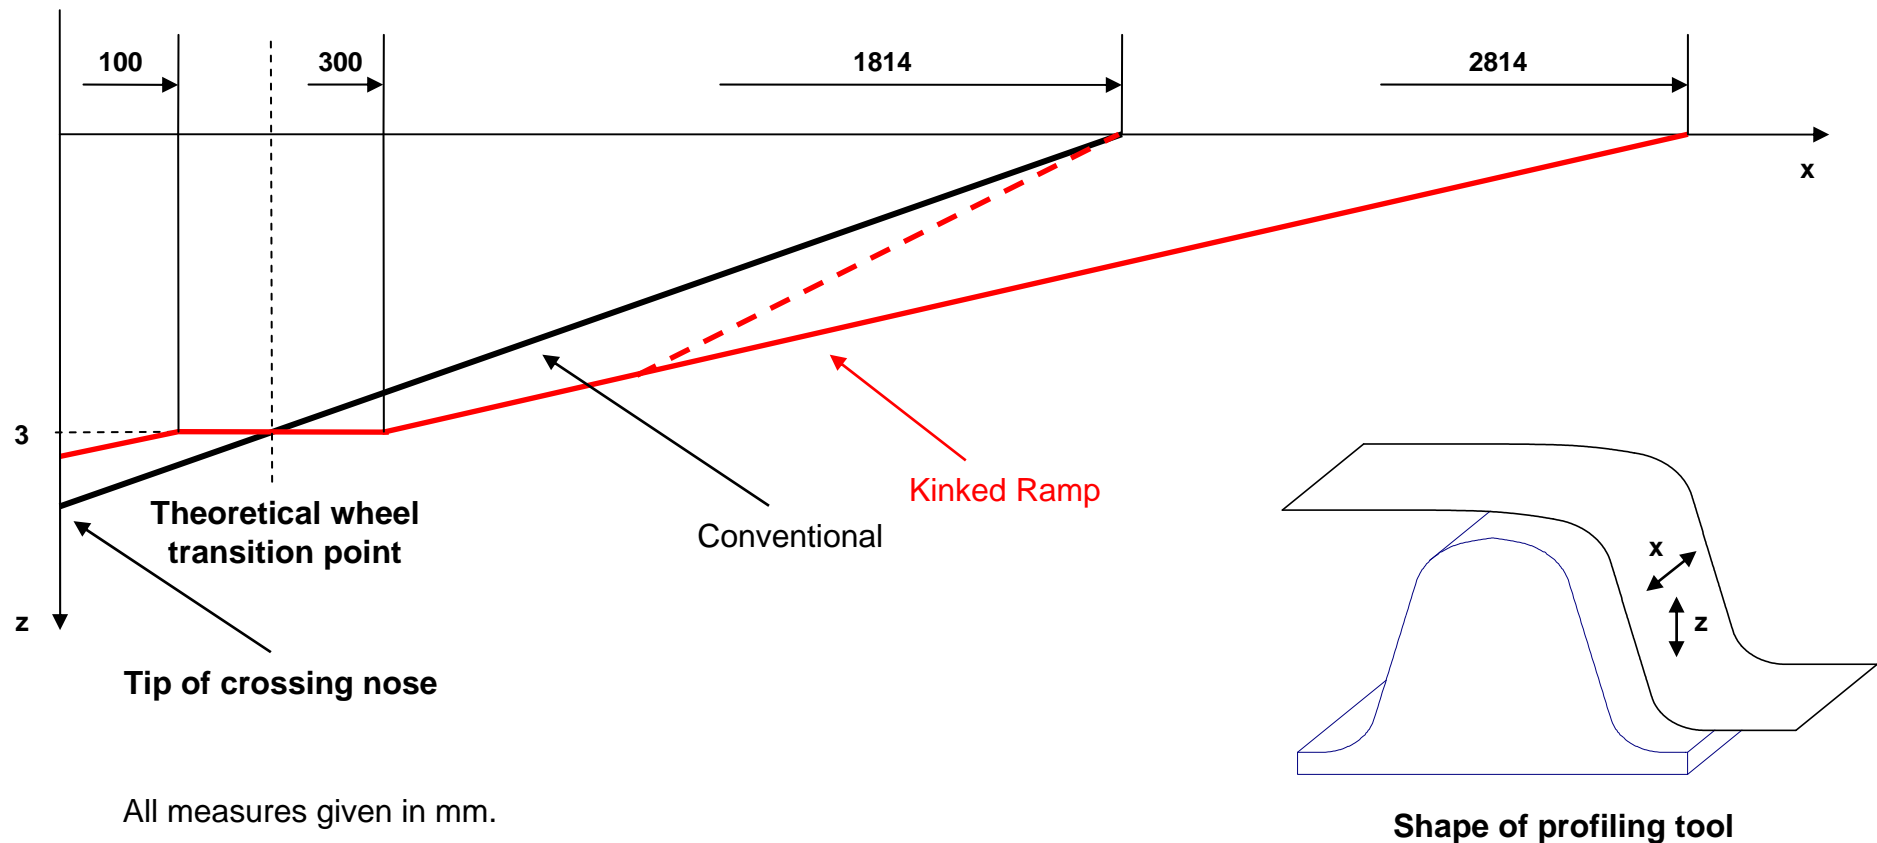 100
300
1814
2814
x
3
Kinked Ramp
Theoretical wheel
transition point
Conventional
x
z
z
Tip of crossing nose
All measures given in mm.
Shape of profiling tool